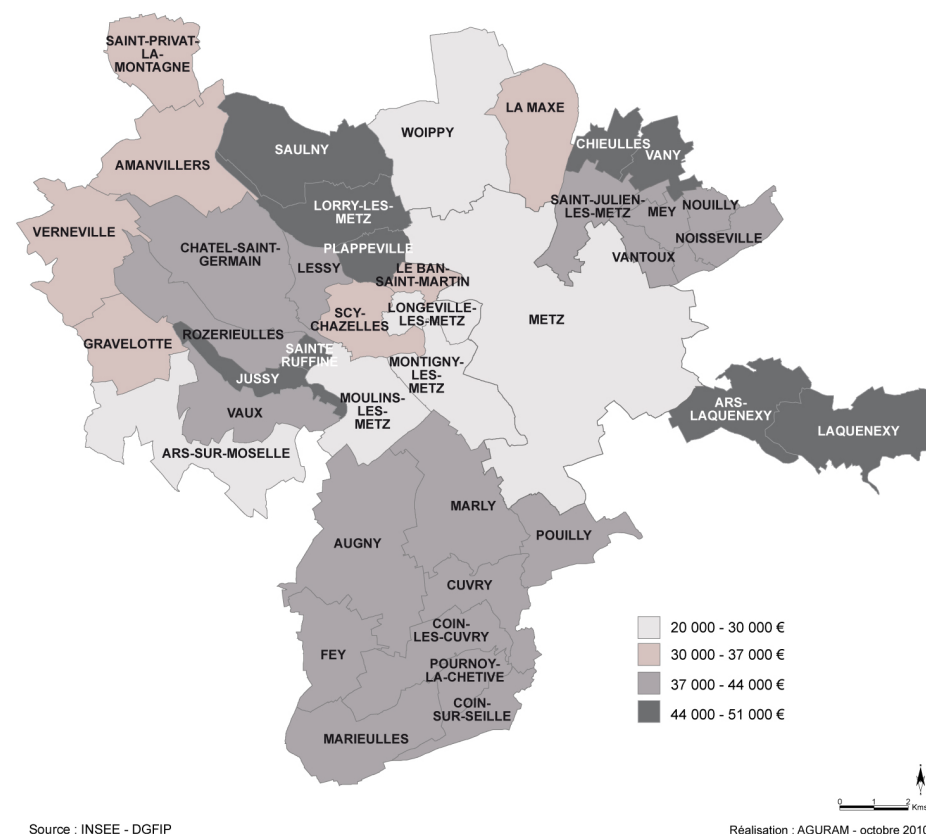 SAINT-PRIVAT-
LA-
MONTAGNE
AMANVILLERS
SAULNY
WOIPPY
LA MAXE
CHIEULLES
VANY
LORRY-LES-
METZ
SAINT-JULIEN-
LES-METZ
MEY
NOUILLY
NOISSEVILLE
VANTOUX
VERNEVILLE
CHATEL-SAINT-
GERMAIN
LESSY
PLAPPEVILLE
LE BAN-
SAINT-MARTIN
SCY-
CHAZELLES
LONGEVILLE-
LES-METZ
METZ
GRAVELOTTE
ROZERIEULLES
SAINTE
RUFFINE
JUSSY
MONTIGNY-
LES-
METZ
MOULINS-
LES-
METZ
VAUX
ARS-SUR-MOSELLE
ARS-
LAQUENEXY
LAQUENEXY
MARLY
AUGNY
POUILLY
CUVRY
COIN-
LES-CUVRY
FEY
POURNOY-
LA-CHETIVE
COIN-
SUR-SEILLE
MARIEULLES
20 000 - 30 000 €
30 000 - 37 000 €
37 000 - 44 000 €
44 000 - 51 000 €
0 1 2 Kms
Source : INSEE - DGFIP
Réalisation : AGURAM - octobre 2010